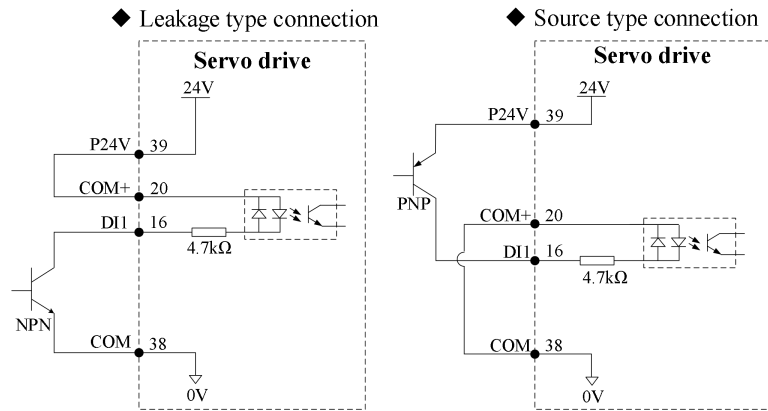 ◆ Leakage type connection
Servo drive
24V
P24V 39
COM+ 20
DI1 16
4.7kΩ
NPN
COM 38
0V
◆ Source type connection
Servo drive
24V
P24V 39
PNP
COM+ 20
DI1 16
4.7kΩ
COM 38
0V